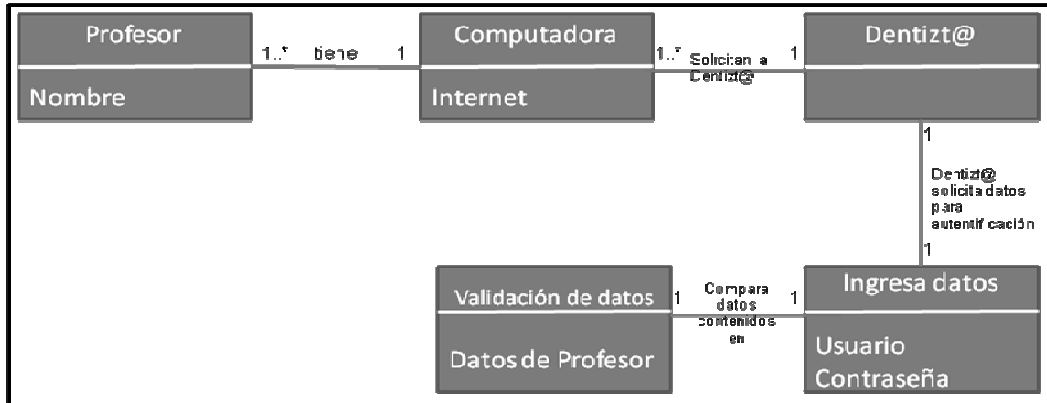 Profesor
Nombre
1..* tiene 1
Computadora
Internet
1..* Solicitan a 1
Dentizt@
Dentizt@
1
Dentizt@
solicita datos
para
autentificación
1
Ingresa datos
Usuario
Contraseña
1 Compara 1
datos
contenidos
en
Validación de datos
Datos de Profesor